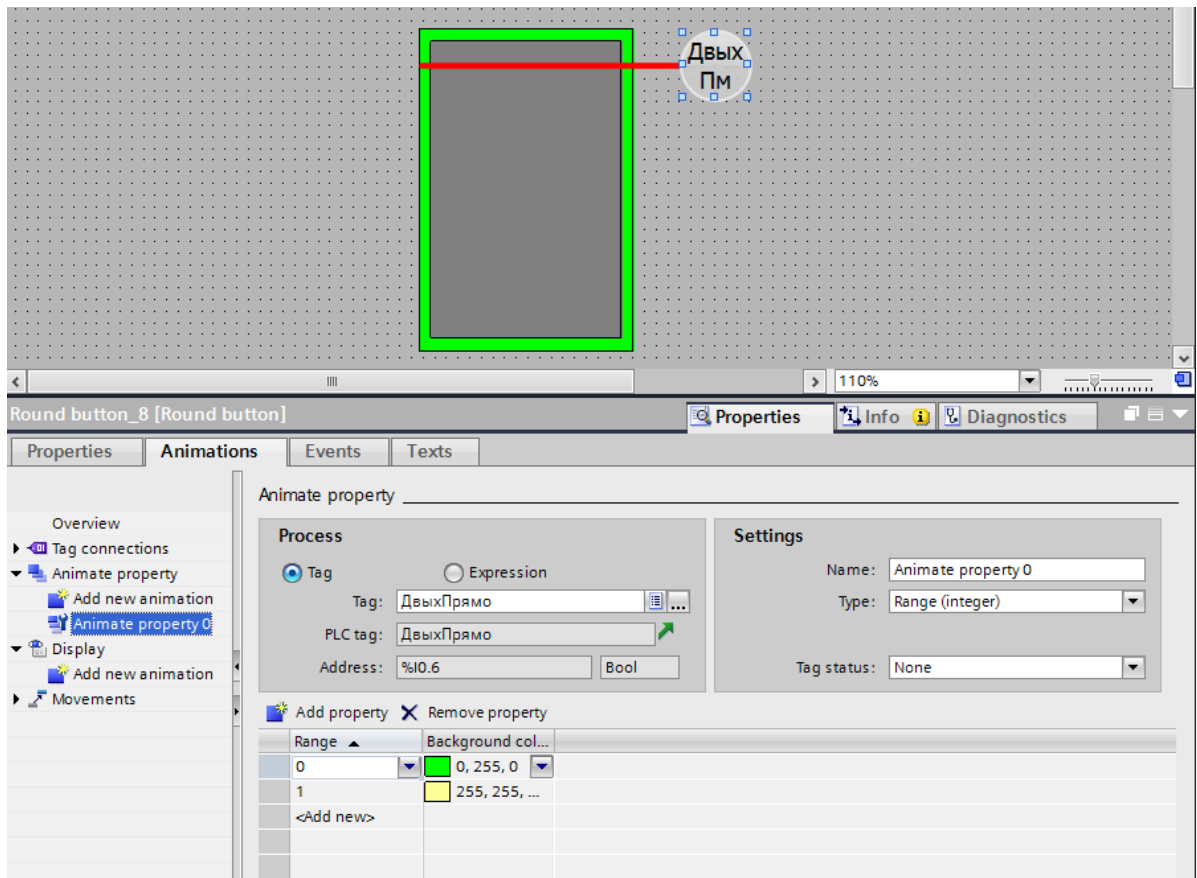 Двых
Пм
110%
Round button_8 [Round button]
Properties
Info
Diagnostics
Properties
Animations
Events
Texts
Overview
Tag connections
Animate property
Add new animation
Animate property 0
Display
Add new animation
Movements
Animate property
Process
Tag
Expression
Tag: ДвыхПрямо
PLC tag: ДвыхПрямо
Address: %I0.6 Bool
Settings
Name: Animate property 0
Type: Range (integer)
Tag status: None
Add property Remove property
Range Background col...
0 0, 255, 0
1 255, 255, ...
<Add new>